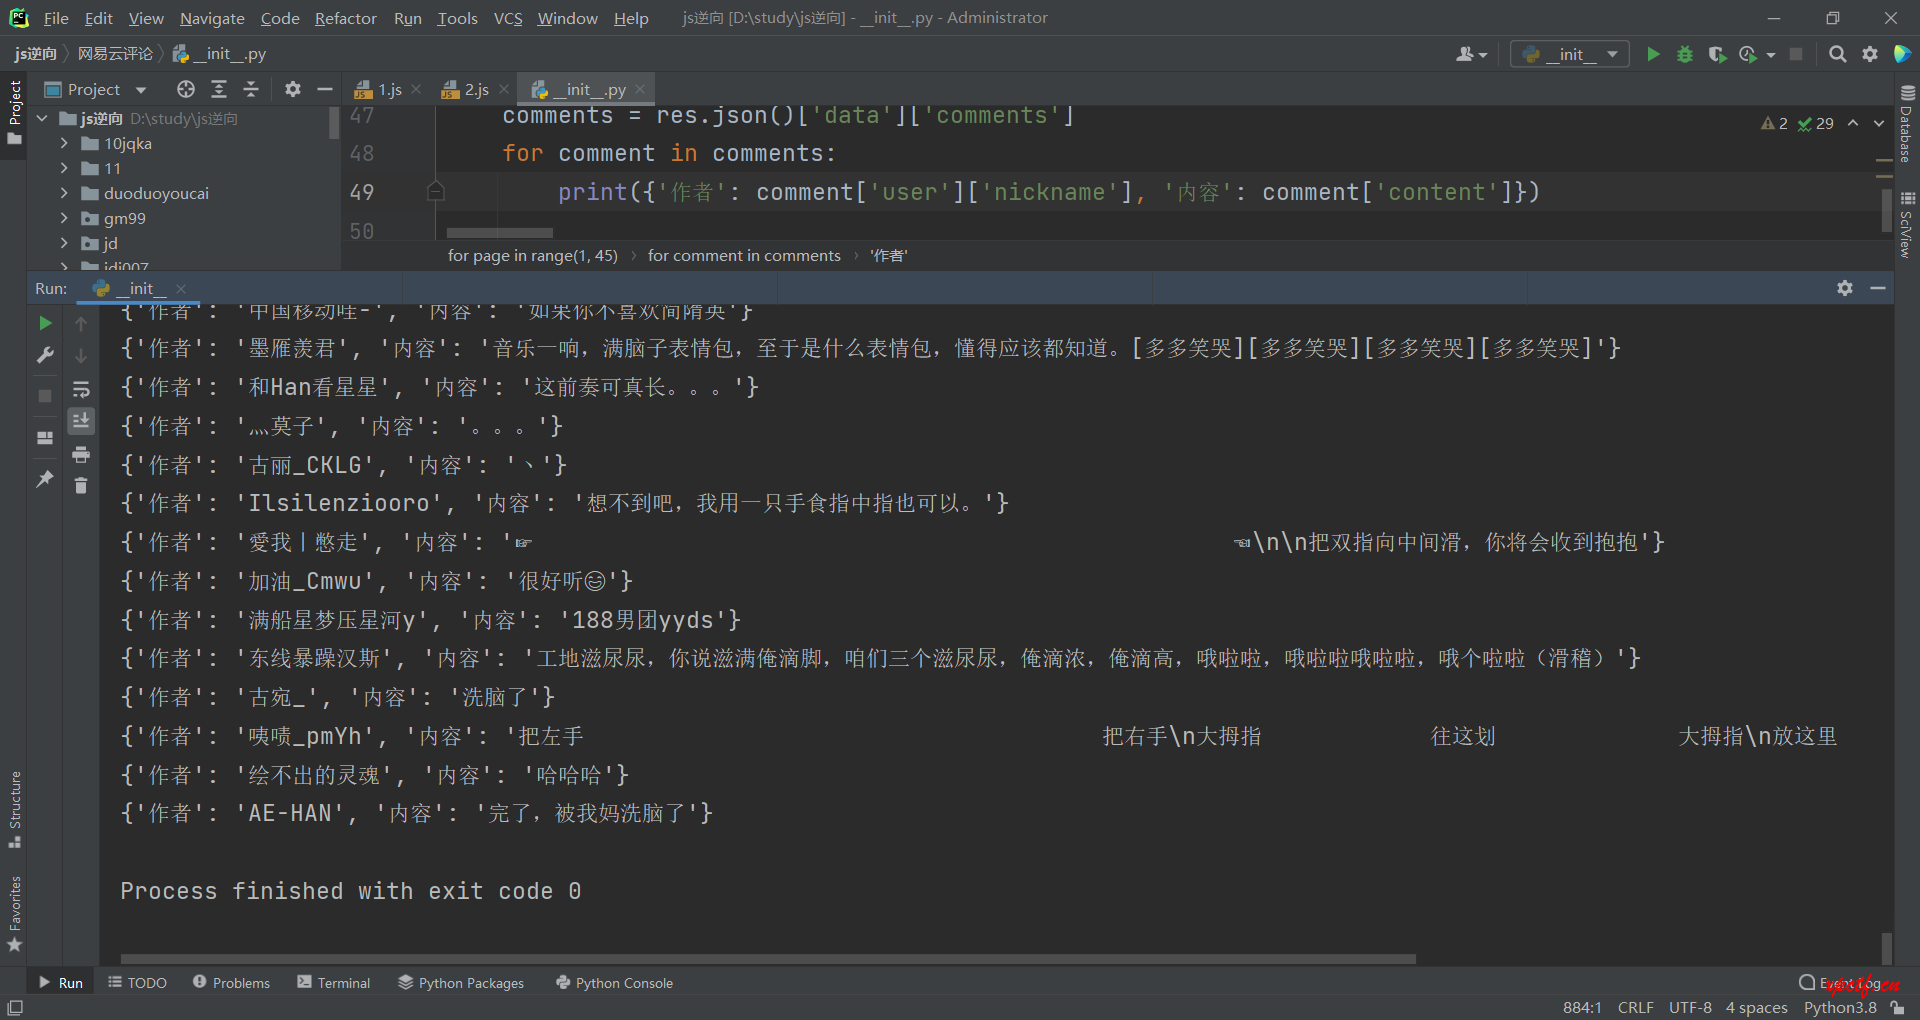 PC File Edit View Navigate Code Refactor Run Tools VCS Window Help js逆向 [D:\study\js逆向] - __init__.py - Administrator
js逆向 网易云评论 __init__.py __init__
Project 1.js 2.js __init__.py
Project
js逆向 D:\study\js逆向
10jqka
11
duoduoyoucai
gm99
jd
jdj007
47 comments = res.json()['data']['comments']
48 for comment in comments:
49 print({'作者': comment['user']['nickname'], '内容': comment['content']})
50
2 29
for page in range(1, 45) for comment in comments '作者'
Database
SciView
Run: __init__
{'作者': '中国移动哇-', '内容': '如果你不喜欢简隋英'}
{'作者': '墨雁羡君', '内容': '音乐一响，满脑子表情包，至于是什么表情包，懂得应该都知道。[多多笑哭][多多笑哭][多多笑哭][多多笑哭]'}
{'作者': '和Han看星星', '内容': '这前奏可真长。。。'}
{'作者': '灬莫子', '内容': '。。。'}
{'作者': '古丽_CKLG', '内容': '丶'}
{'作者': 'Ilsilenziooro', '内容': '想不到吧，我用一只手食指中指也可以。'}
{'作者': '愛我丨憋走', '内容': '☞ ☜\n\n把双指向中间滑，你将会收到抱抱'}
{'作者': '加油_Cmwu', '内容': '很好听😄'}
{'作者': '满船星梦压星河y', '内容': '188男团yyds'}
{'作者': '东线暴躁汉斯', '内容': '工地滋尿尿，你说滋满俺滴脚，咱们三个滋尿尿，俺滴浓，俺滴高，哦啦啦，哦啦啦哦啦啦，哦个啦啦（滑稽）'}
{'作者': '古宛_', '内容': '洗脑了'}
{'作者': '咦啧_pmYh', '内容': '把左手 把右手\n大拇指 往这划 大拇指\n放这里
{'作者': '绘不出的灵魂', '内容': '哈哈哈'}
{'作者': 'AE-HAN', '内容': '完了，被我妈洗脑了'}
Process finished with exit code 0
Structure
Favorites
Run TODO Problems Terminal Python Packages Python Console Event Log
884:1 CRLF UTF-8 4 spaces Python3.8